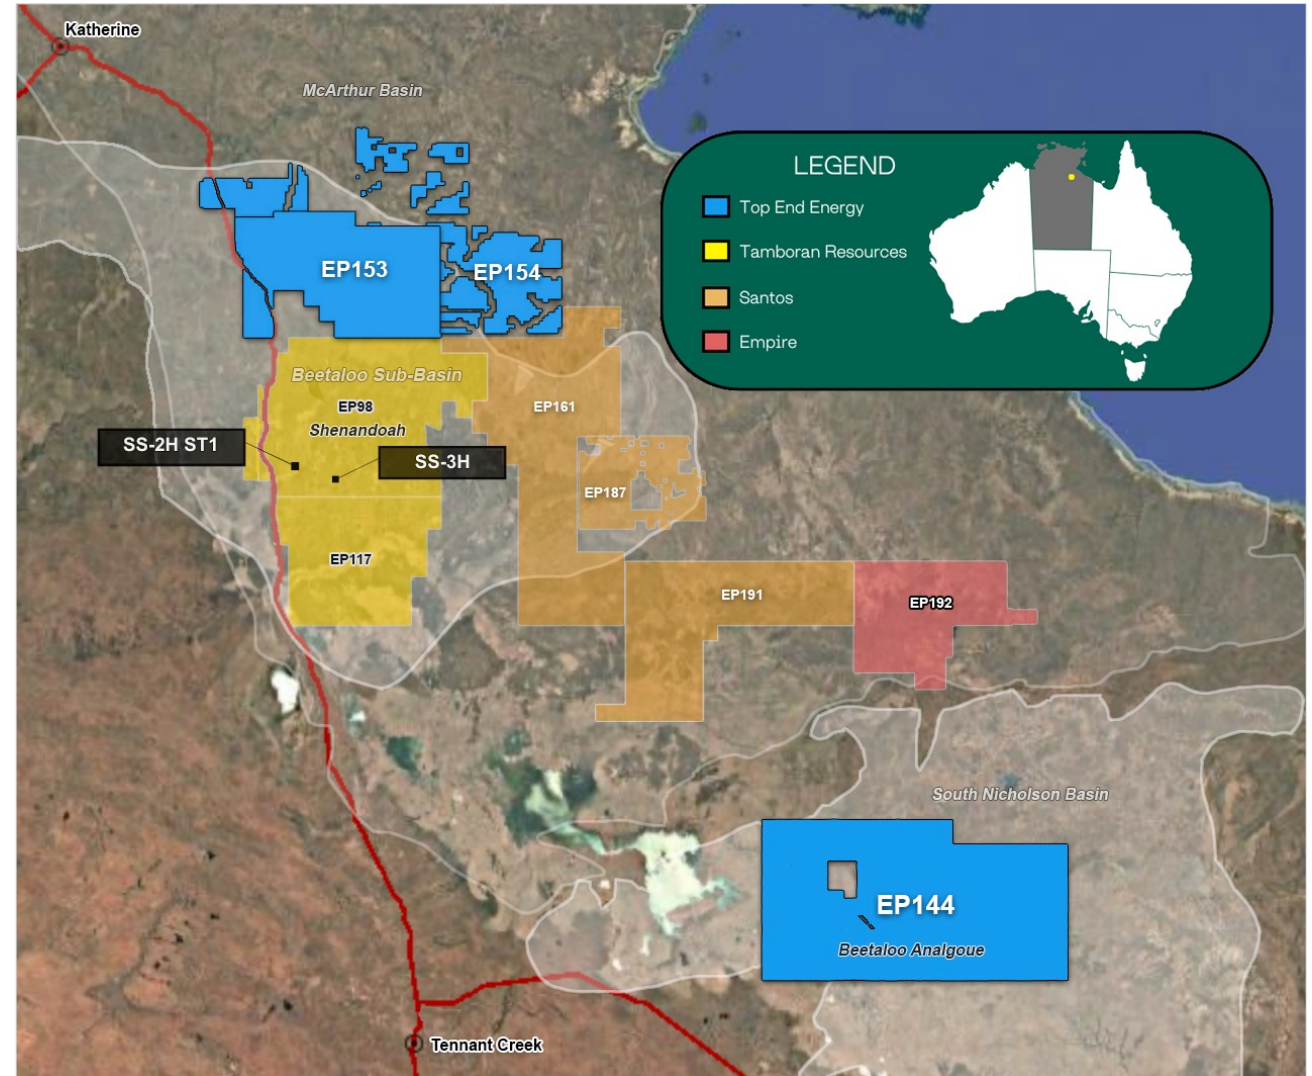 Katherine
McArthur Basin
LEGEND
Top End Energy
Tamboran Resources
Santos
Empire
EP153
EP154
Beetaloo Sub-Basin
EP98
Shenandoah
EP161
SS-2H ST1
SS-3H
EP187
EP117
EP191
EP192
South Nicholson Basin
EP144
Beetaloo Analgoue
Tennant Creek